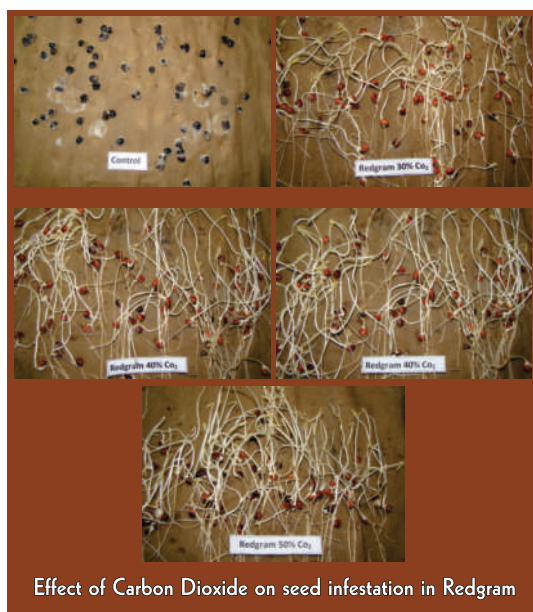 Control
Redgram 30% Co₂
Redgram 40% Co₂
Redgram 40% Co₂
Redgram 50% Co₂
Effect of Carbon Dioxide on seed infestation in Redgram